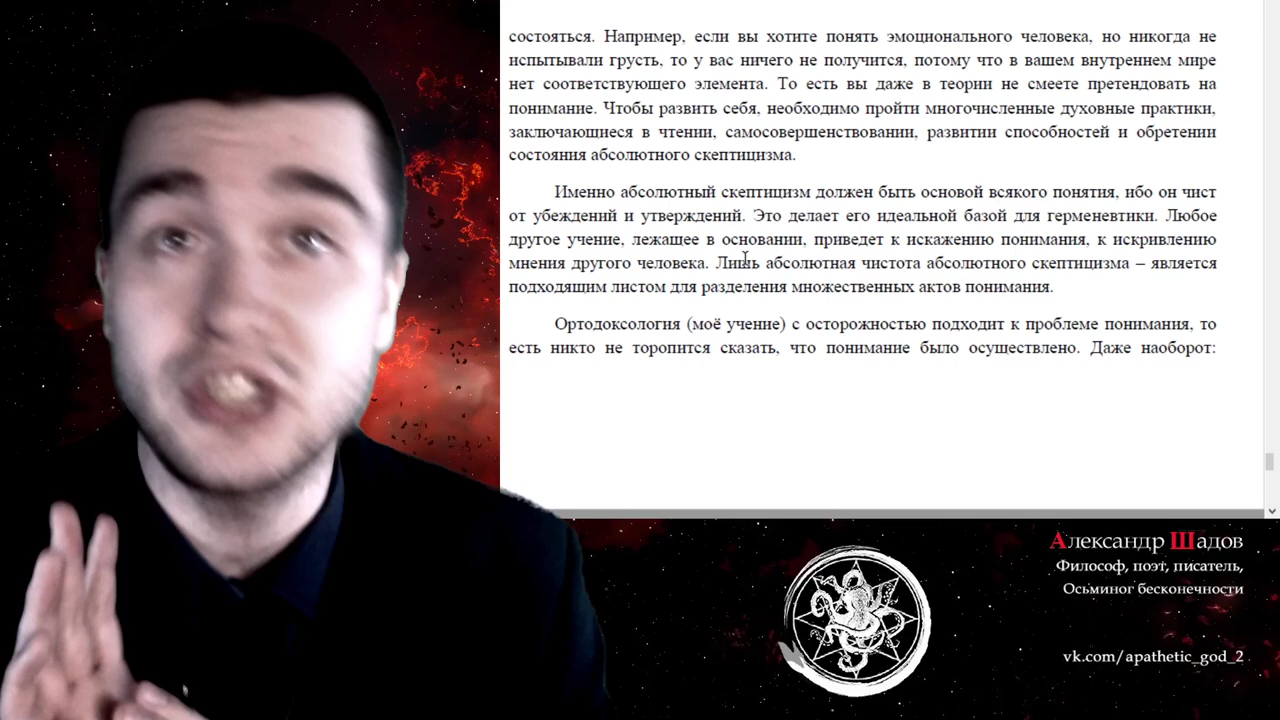 состояться. Например, если вы хотите понять эмоционального человека, но никогда не
испытывали грусть, то у вас ничего не получится, потому что в вашем внутреннем мире
нет соответствующего элемента. То есть вы даже в теории не смеете претендовать на
понимание. Чтобы развить себя, необходимо пройти многочисленные духовные практики,
заключающиеся в чтении, самосовершенствовании, развитии способностей и обретении
состояния абсолютного скептицизма.
Именно абсолютный скептицизм должен быть основой всякого понятия, ибо он чист
от убеждений и утверждений. Это делает его идеальной базой для герменевтики. Любое
другое учение, лежащее в основании, приведет к искажению понимания, к искривлению
мнения другого человека. Лишь абсолютная чистота абсолютного скептицизма – является
подходящим листом для разделения множественных актов понимания.
Ортодоксология (моё учение) с осторожностью подходит к проблеме понимания, то
есть никто не торопится сказать, что понимание было осуществлено. Даже наоборот:
Александр Шадов
Философ, поэт, писатель,
Осьминог бесконечности
vk.com/apathetic_god_2